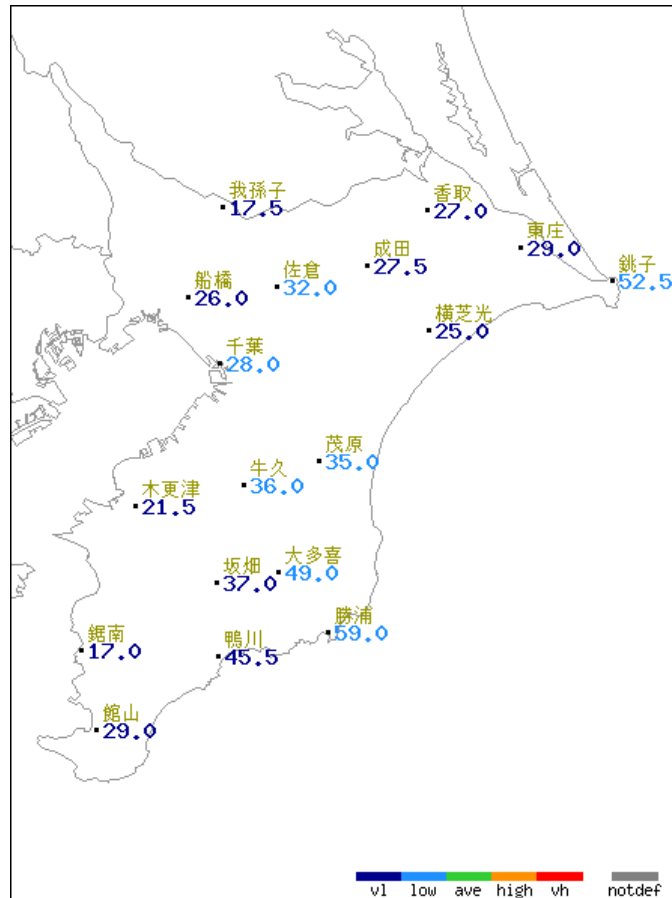 我孫子
17.5
香取
27.0
東庄
29.0
成田
27.5
銚子
52.5
佐倉
32.0
船橋
26.0
横芝光
25.0
千葉
28.0
茂原
35.0
牛久
36.0
木更津
21.5
大多喜
49.0
坂畑
37.0
勝浦
59.0
鋸南
17.0
鴨川
45.5
館山
29.0
vl low ave high vh notdef